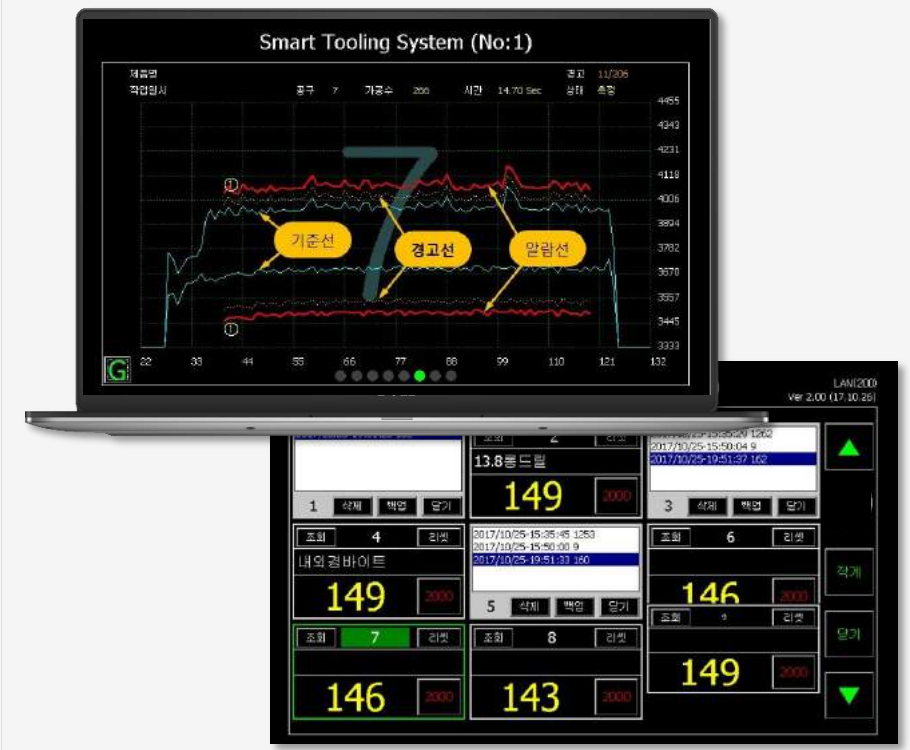 Smart Tooling System (No:1)
제품명
경고 11/206
작업일시 공구 7 가공수 266 시간 14.70 Sec 상태 측정
4455
4343
4231
4118
4006
3894
3782
3670
3557
3445
3333
7
①
기준선
경고선
알람선
①
G
22 33 44 55 66 77 88 99 110 121 132
LAN(200)
Ver 2.00 (17.10.26)
2 리셋
13.8롱드릴
149 2000
1 삭제 백업 닫기
2017/10/25-15:50:04 9
2017/10/25-19:51:37 162
3 삭제 백업 닫기
조회 4 리셋
내외경바이트
149 2000
2017/10/25-15:35:45 1253
2017/10/25-15:50:00 9
2017/10/25-19:51:33 160
5 삭제 백업 닫기
조회 6 리셋
146 2000
조회 7 리셋
146 2000
조회 8 리셋
143 2000
조회 9 리셋
149 2000
적게
닫기